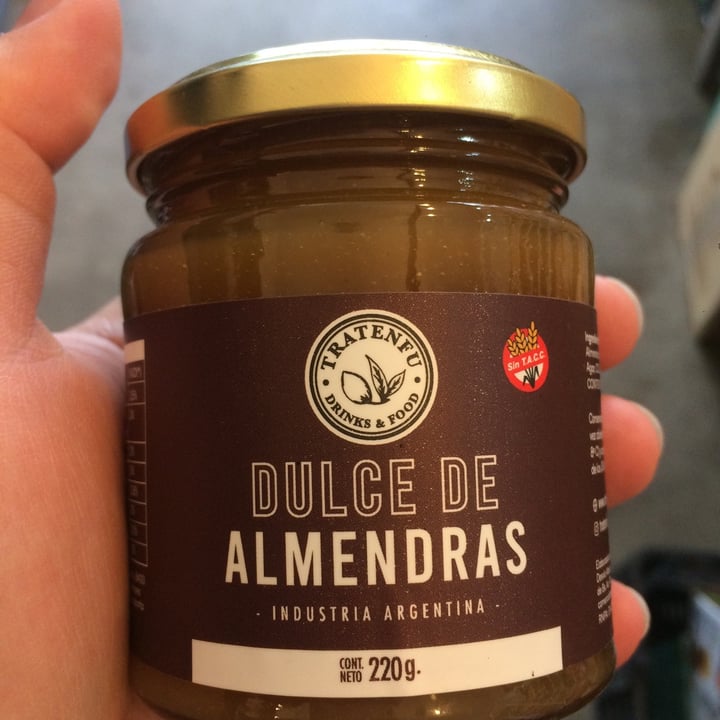 TRATENFU
DRINKS & FOOD
Sin T.A.C.C.
DULCE DE
ALMENDRAS
- INDUSTRIA ARGENTINA -
CONT.
NETO 220g.